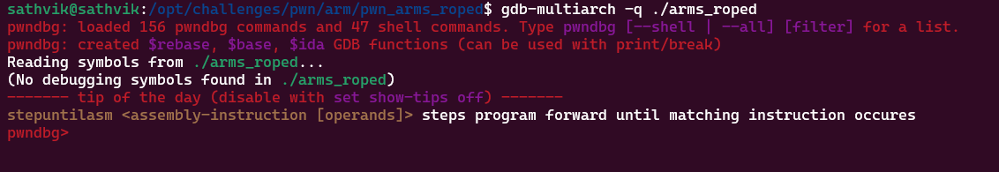 sathvik@sathvik:/opt/challenges/pwn/arm/pwn_arms_roped$ gdb-multiarch -q ./arms_roped
pwndbg: loaded 156 pwndbg commands and 47 shell commands. Type pwndbg [--shell | --all] [filter] for a list.
pwndbg: created $rebase, $base, $ida GDB functions (can be used with print/break)
Reading symbols from ./arms_roped...
(No debugging symbols found in ./arms_roped)
------- tip of the day (disable with set show-tips off) -------
stepuntilasm <assembly-instruction [operands]> steps program forward until matching instruction occures
pwndbg>